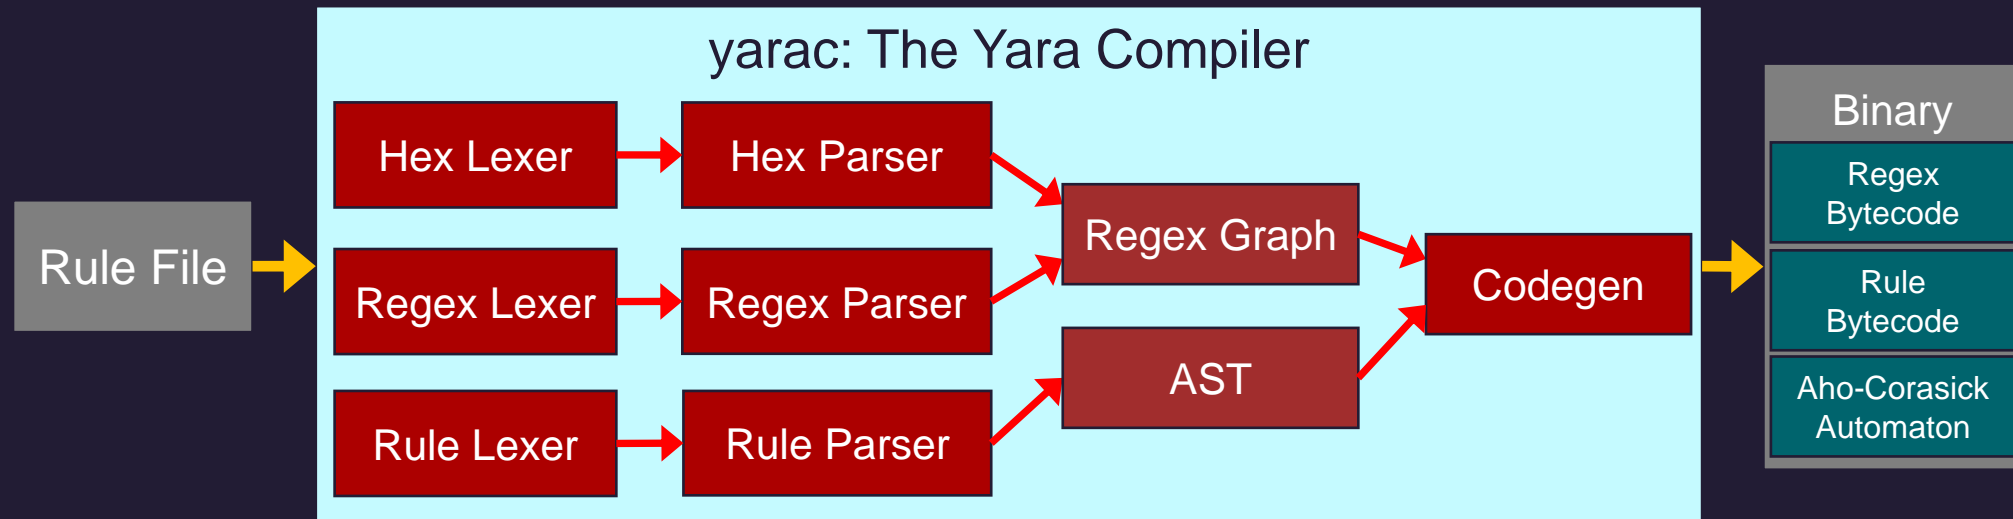 yarac: The Yara Compiler
Rule File
Hex Lexer
Hex Parser
Regex Lexer
Regex Parser
Rule Lexer
Rule Parser
Regex Graph
AST
Codegen
Binary
Regex
Bytecode
Rule
Bytecode
Aho-Corasick
Automaton